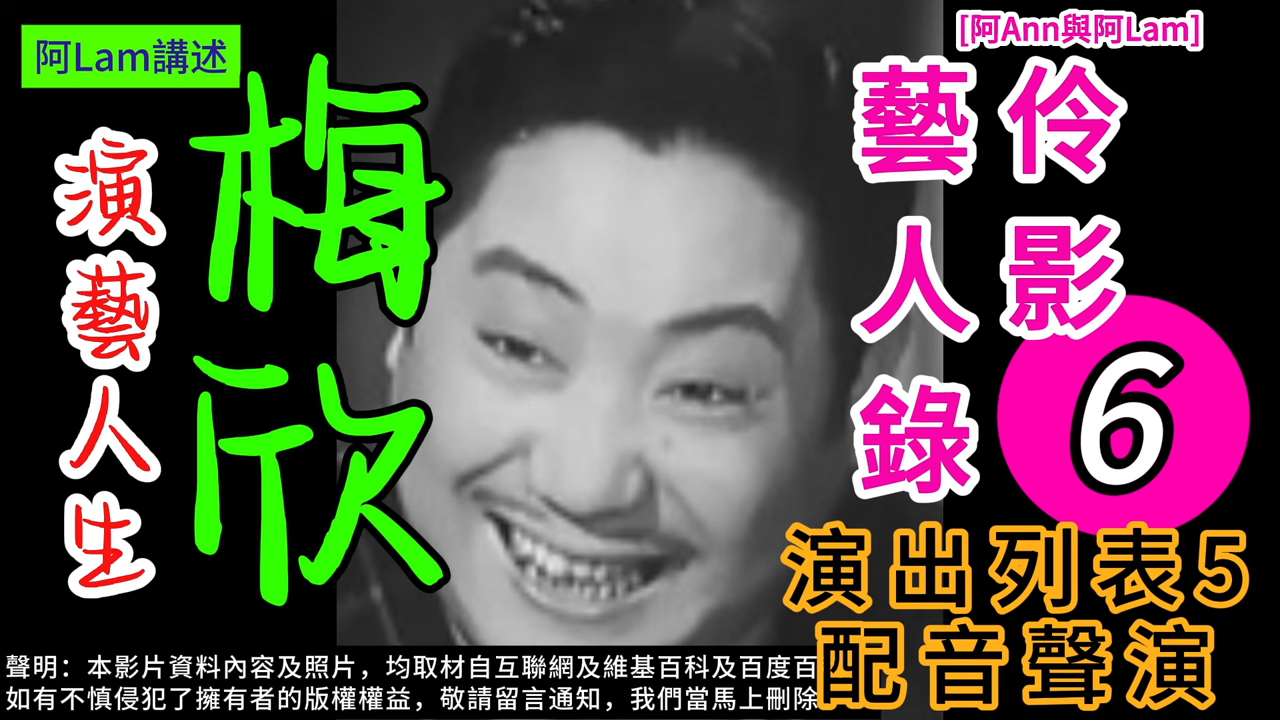 阿Lam講述
[阿Ann與阿Lam]
梅欣
演藝人生
伶影
藝人錄
6
演出列表5
配音聲演
聲明：本影片資料內容及照片，均取材自互聯網及維基百科及百度百
如有不慎侵犯了擁有者的版權權益，敬請留言通知，我們當馬上刪除